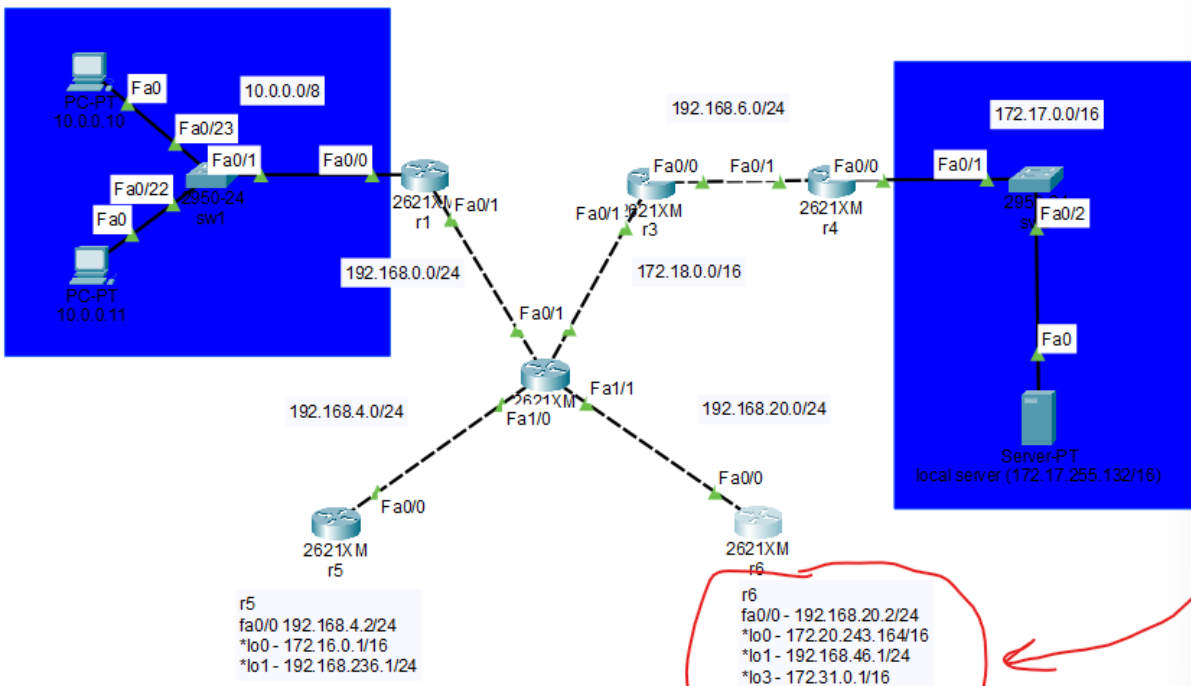 Fa0
PC-PT
10.0.0.10
10.0.0.0/8
Fa0/23
Fa0/1
Fa0/0
Fa0/22
2950-24
sw1
Fa0
PC-PT
10.0.0.11
r1
Fa0/1
192.168.0.0/24
192.168.6.0/24
Fa0/0
Fa0/1
Fa0/0
Fa0/1
r3
2621XM
r4
172.18.0.0/16
172.17.0.0/16
Fa0/1
Fa0/2
Fa0
Server-PT
local server (172.17.255.132/16)
Fa0/1
2621XM
Fa1/1
Fa1/0
192.168.4.0/24
192.168.20.0/24
Fa0/0
2621XM
r5
Fa0/0
2621XM
r6
r5
fa0/0 192.168.4.2/24
*lo0 - 172.16.0.1/16
*lo1 - 192.168.236.1/24
r6
fa0/0 - 192.168.20.2/24
*lo0 - 172.20.243.164/16
*lo1 - 192.168.46.1/24
*lo3 - 172.31.0.1/16